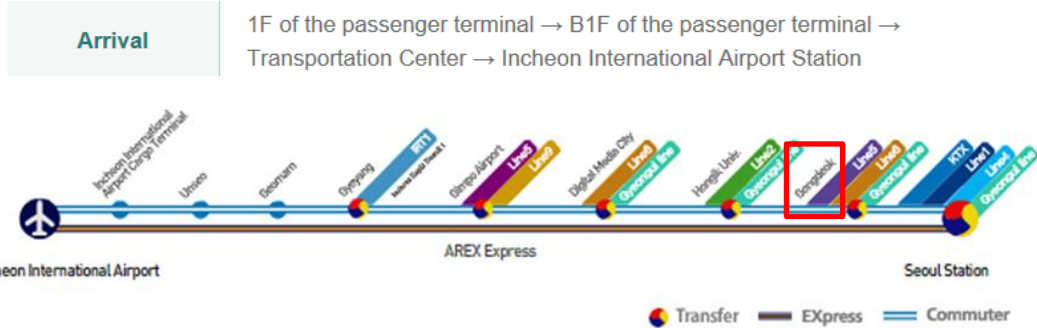 Arrival
1F of the passenger terminal → B1F of the passenger terminal →
Transportation Center → Incheon International Airport Station
Incheon International
Airport Cargo Terminal
Unseo
Geomam
Gyeyang
IRT1
Gimpo Airport
Line5
Line9
Digital Media City
Line6
Gyeongui line
Hongik Univ.
Line2
Gyeongui line
Gongdeok
Line5
Line6
Gyeongui line
KTX
Line1
Line4
Gyeongui line
AREX Express
heon International Airport
Seoul Station
Transfer
EXpress
Commuter